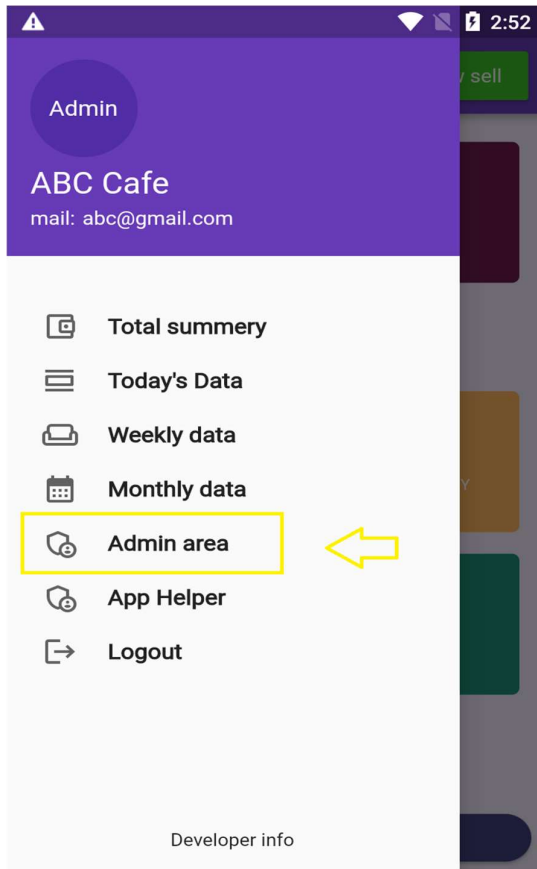 2:52
Admin
sell
ABC Cafe
mail: abc@gmail.com
Total summery
Today's Data
Weekly data
Monthly data
Y
Admin area
App Helper
Logout
Developer info